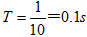 T = 1/10 = 0.1s